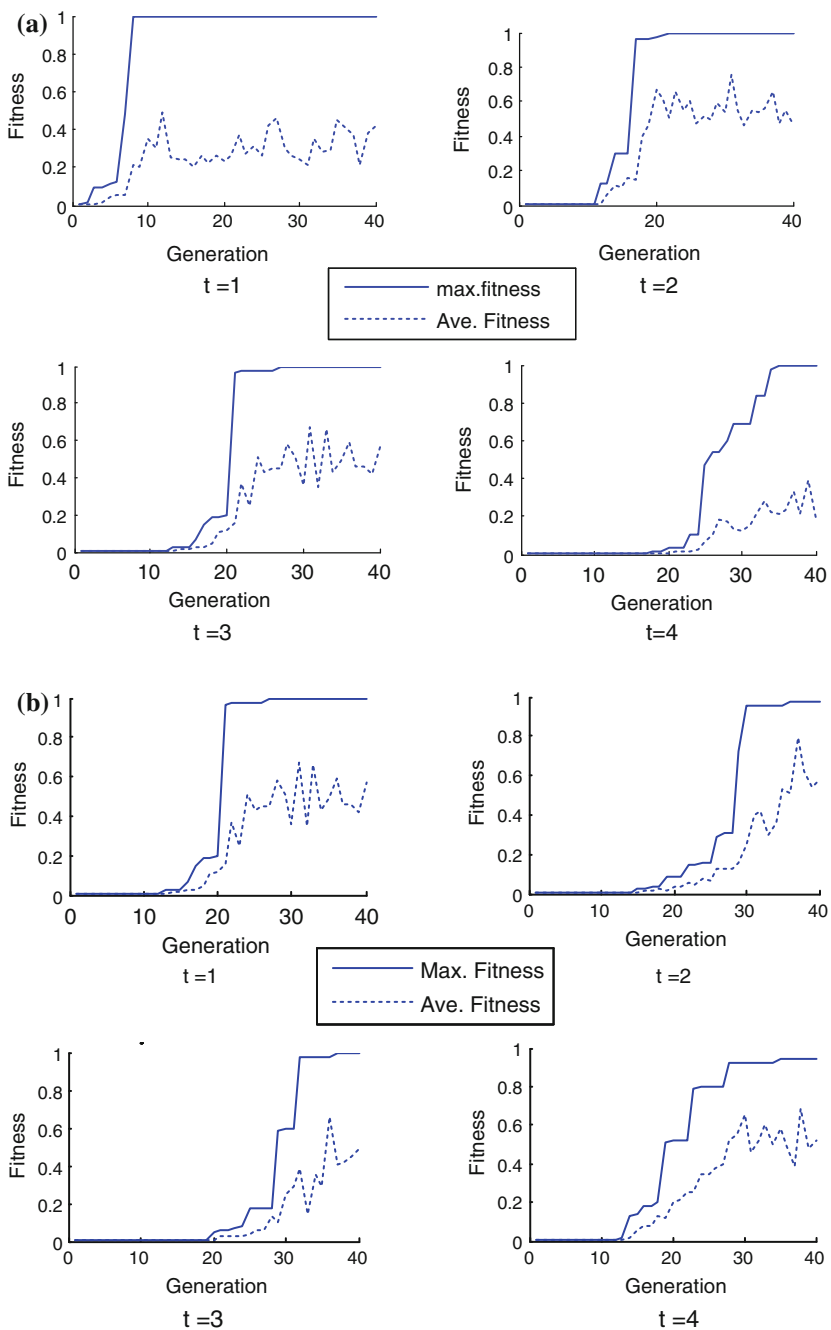 (a)
1
0.8
0.6
0.4
0.2
0
0 10 20 30 40
Fitness
Generation
t =1
1
0.8
0.6
0.4
0.2
0
20 40
Fitness
Generation
t =2
max.fitness
Ave. Fitness
1
0.8
0.6
0.4
0.2
0
0 10 20 30 40
Fitness
Generation
t =3
1
0.8
0.6
0.4
0.2
0
0 10 20 30 40
Fitness
Generation
t=4
(b)
1
0.8
0.6
0.4
0.2
0
0 10 20 30 40
Fitness
Generation
t =1
1
0.8
0.6
0.4
0.2
0
0 10 20 30 40
Fitness
Generation
t =2
Max. Fitness
Ave. Fitness
1
0.8
0.6
0.4
0.2
0
0 10 20 30 40
Fitness
Generation
t =3
1
0.8
0.6
0.4
0.2
0
0 10 20 30 40
Fitness
Generation
t =4